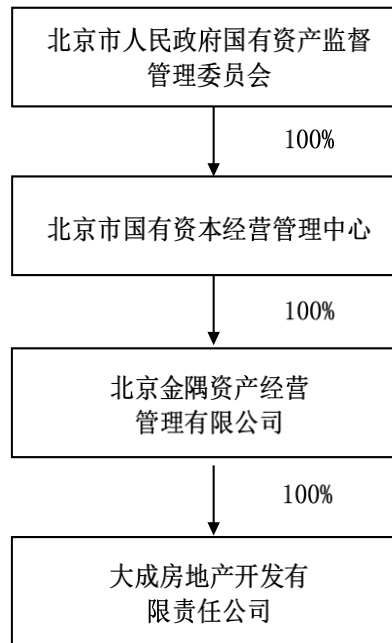 北京市人民政府国有资产监督
管理委员会
100%
北京市国有资本经营管理中心
100%
北京金隅资产经营
管理有限公司
100%
大成房地产开发有
限责任公司